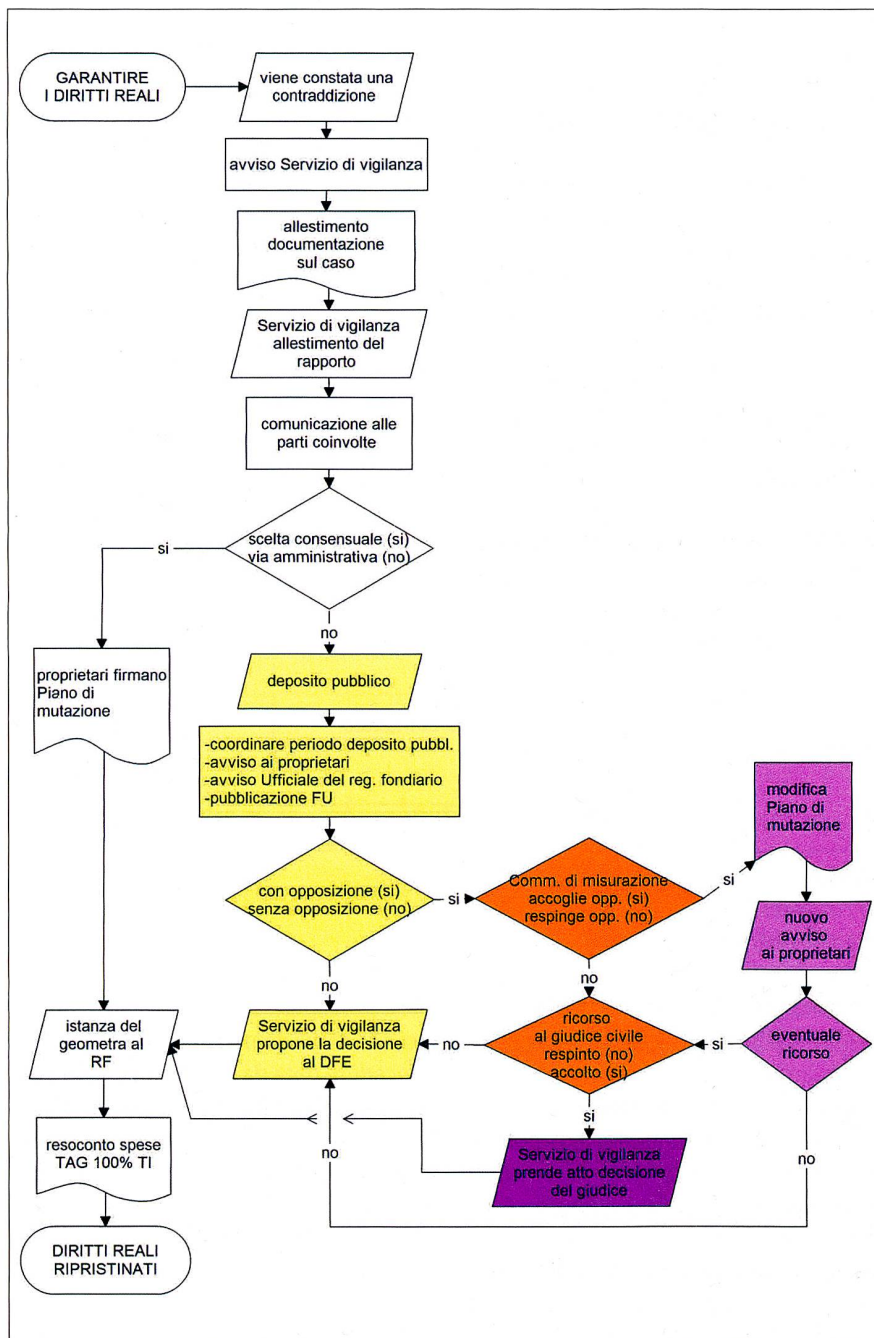 GARANTIRE
I DIRITTI REALI
viene constata una
contraddizione
avviso Servizio di vigilanza
allestimento
documentazione
sul caso
Servizio di vigilanza
allestimento del
rapporto
comunicazione alle
parti coinvolte
scelta consensuale (si)
via amministrativa (no)
si
no
proprietari firmano
Piano di
mutazione
deposito pubblico
-coordinare periodo deposito pubbl.
-avviso ai proprietari
-avviso Ufficiale del reg. fondiario
-pubblicazione FU
con opposizione (si)
senza opposizione (no)
si
no
Comm. di misurazione
accoglie opp. (si)
respinge opp. (no)
si
no
modifica
Piano di
mutazione
nuovo
avviso
ai proprietari
eventuale
ricorso
si
no
ricorso
al giudice civile
respinto (no)
accolto (si)
no
si
Servizio di vigilanza
propone la decisione
al DFE
Servizio di vigilanza
prende atto decisione
del giudice
istanza del
geometra al
RF
resoconto spese
TAG 100% TI
no
DIRITTI REALI
RIPRISTINATI